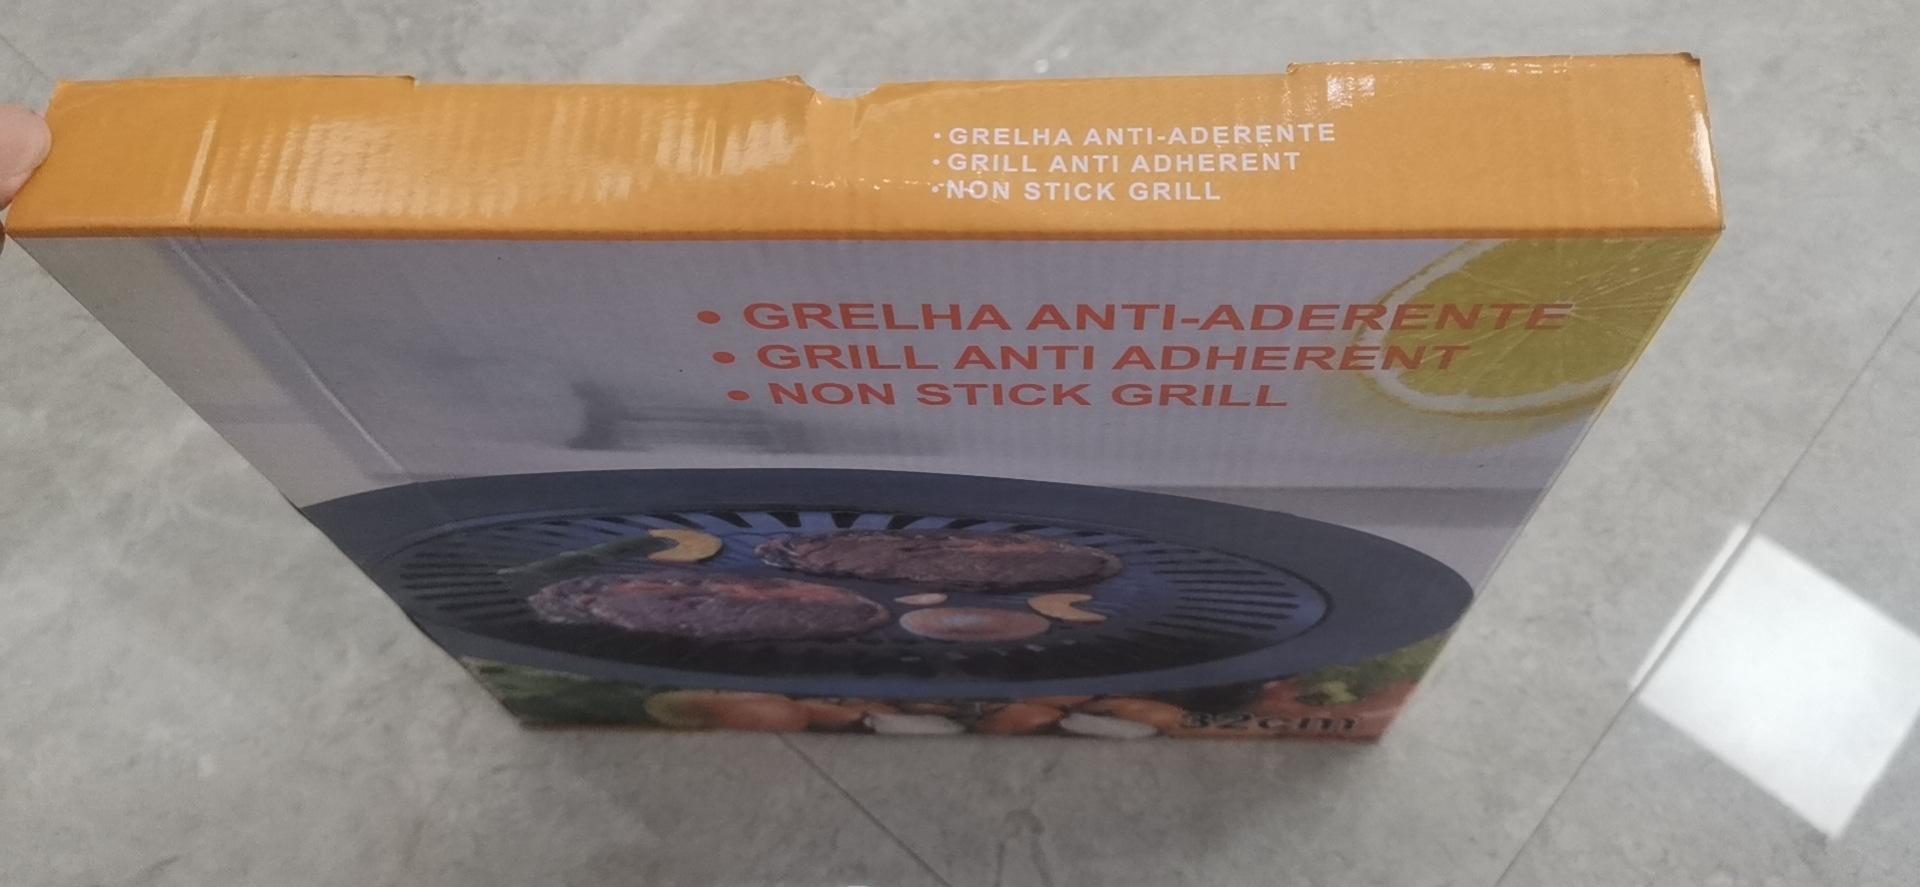 •GRELHA ANTI-ADERENTE
•GRILL ANTI ADHERENT
•NON STICK GRILL
• GRELHA ANTI-ADERENTE
• GRILL ANTI ADHERENT
• NON STICK GRILL
32cm